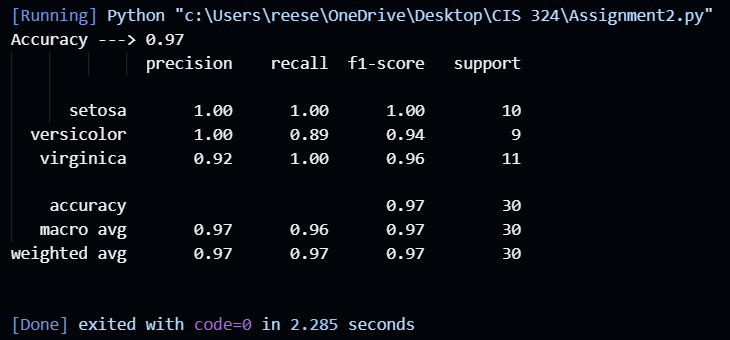 [Running] Python "c:\Users\reese\OneDrive\Desktop\CIS 324\Assignment2.py"
Accuracy ---> 0.97
precision recall f1-score support
setosa 1.00 1.00 1.00 10
versicolor 1.00 0.89 0.94 9
virginica 0.92 1.00 0.96 11
accuracy 0.97 30
macro avg 0.97 0.96 0.97 30
weighted avg 0.97 0.97 0.97 30
[Done] exited with code=0 in 2.285 seconds